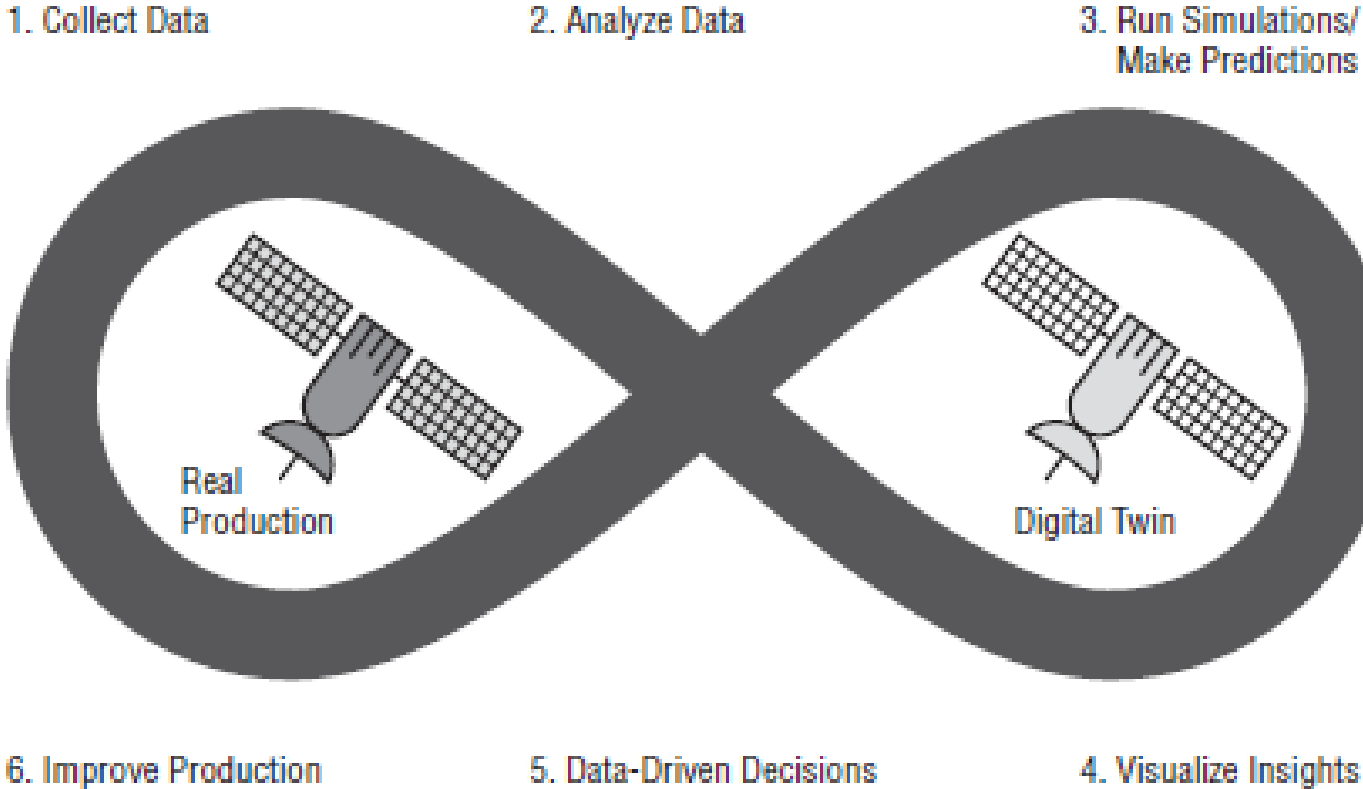 1. Collect Data
2. Analyze Data
3. Run Simulations/
Make Predictions
Real
Production
Digital Twin
6. Improve Production
5. Data-Driven Decisions
4. Visualize Insights